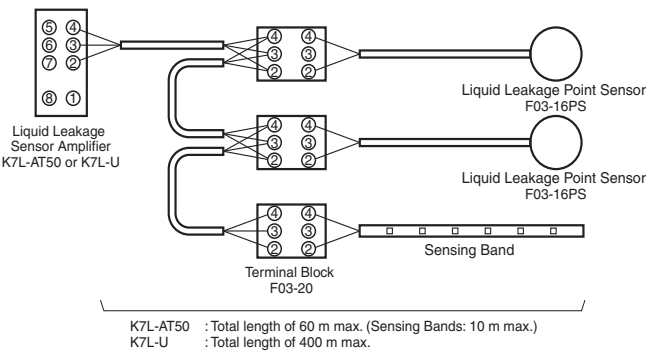 ⑤ ④
⑥ ③
⑦ ②
⑧ ①
Liquid Leakage
Sensor Amplifier
K7L-AT50 or K7L-U
④ ④
③ ③
② ②
Liquid Leakage Point Sensor
F03-16PS
④ ④
③ ③
② ②
Liquid Leakage Point Sensor
F03-16PS
④ ④
③ ③
② ②
Sensing Band
Terminal Block
F03-20
K7L-AT50 : Total length of 60 m max. (Sensing Bands: 10 m max.)
K7L-U : Total length of 400 m max.